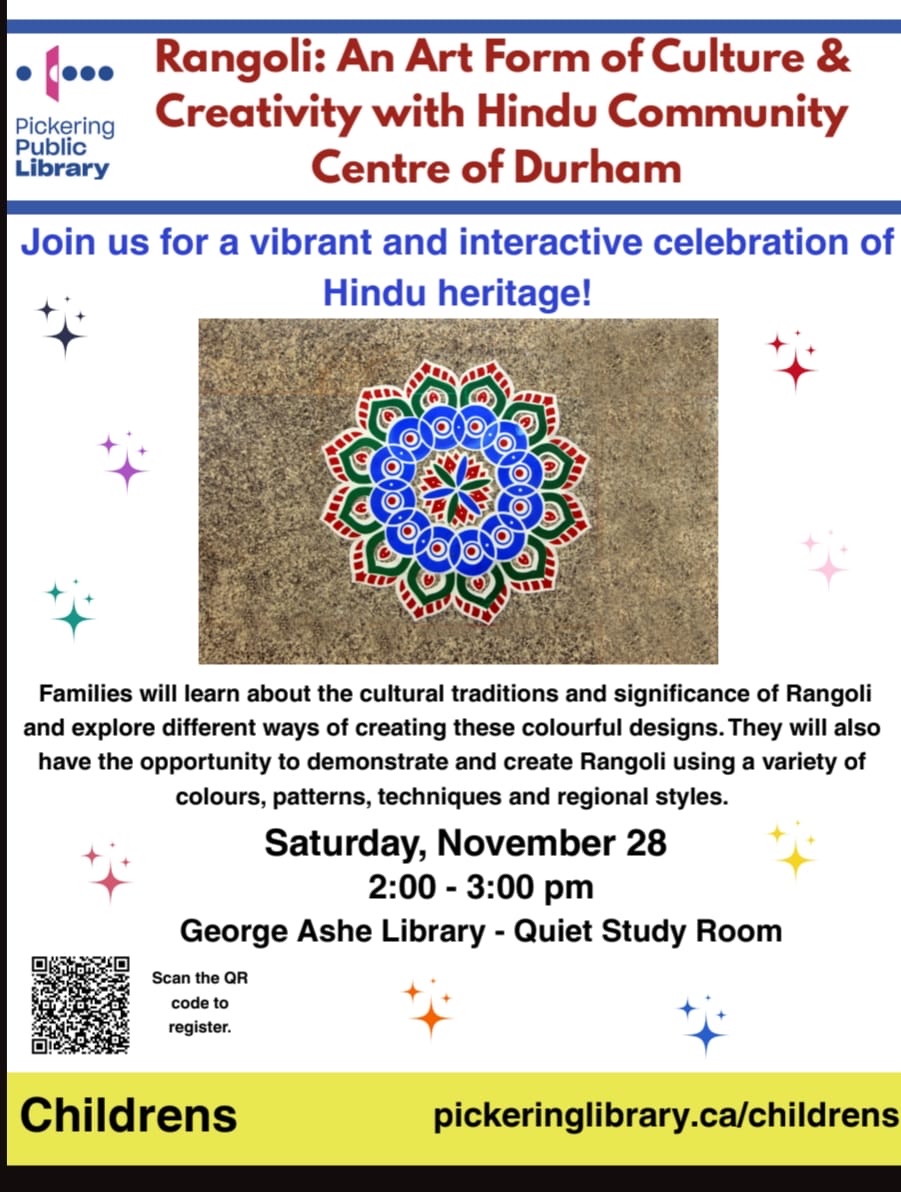 Rangoli: An Art Form of Culture &
Creativity with Hindu Community
Centre of Durham
Pickering
Public
Library
Join us for a vibrant and interactive celebration of
Hindu heritage!
Families will learn about the cultural traditions and significance of Rangoli
and explore different ways of creating these colourful designs. They will also
have the opportunity to demonstrate and create Rangoli using a variety of
colours, patterns, techniques and regional styles.
Saturday, November 28
2:00 - 3:00 pm
George Ashe Library - Quiet Study Room
Scan the QR
code to
register.
Childrens
pickeringlibrary.ca/childrens